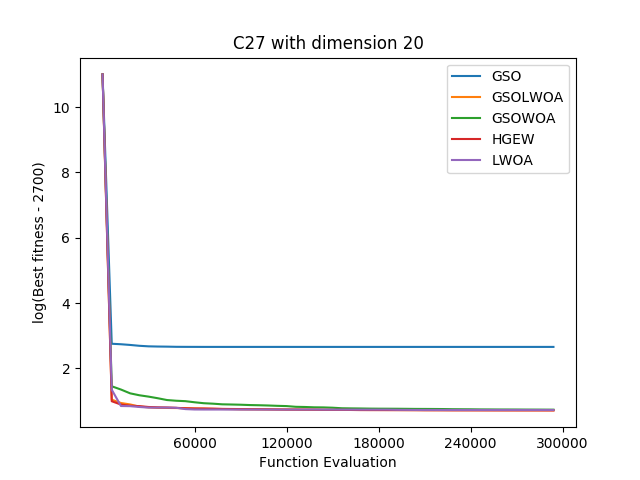 C27 with dimension 20
log(Best fitness - 2700)
10
8
6
4
2
GSO
GSOLWOA
GSOWOA
HGEW
LWOA
60000 120000 180000 240000 300000
Function Evaluation